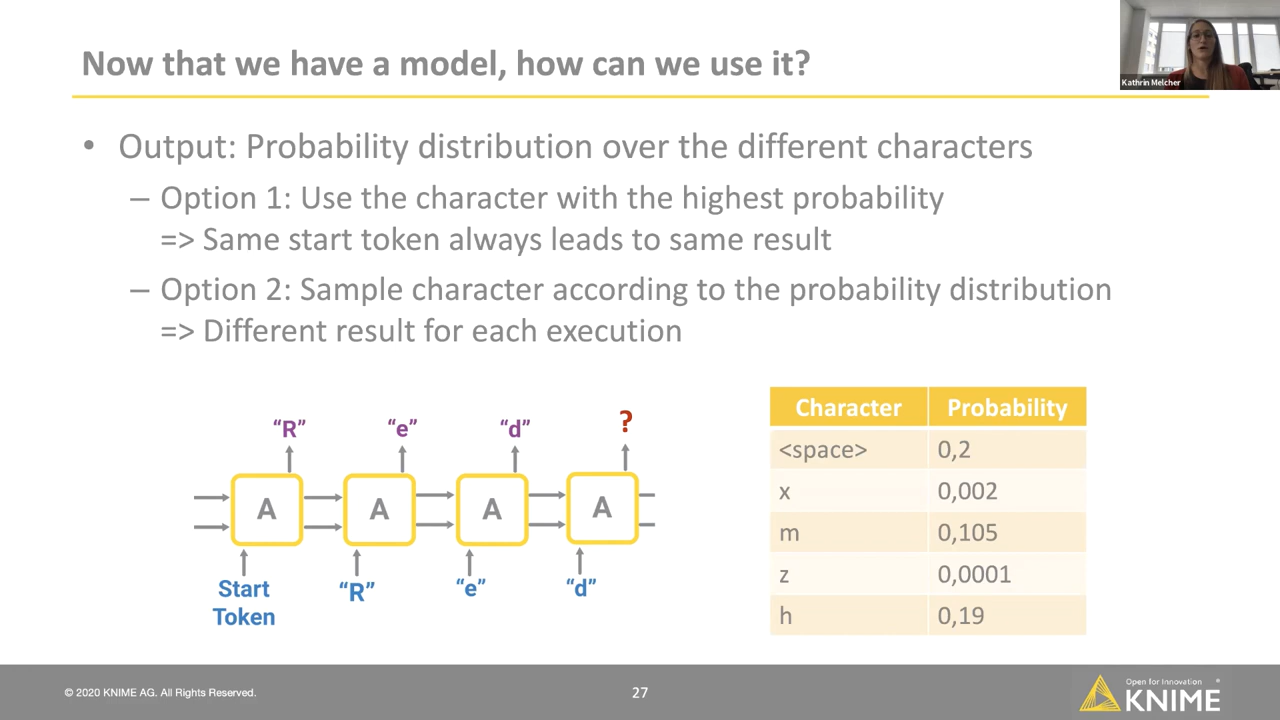 Now that we have a model, how can we use it?
Kathrin Melcher
• Output: Probability distribution over the different characters
– Option 1: Use the character with the highest probability
=> Same start token always leads to same result
– Option 2: Sample character according to the probability distribution
=> Different result for each execution
“R” “e” “d” ?
A A A A
Start Token “R” “e” “d”
Character Probability
<space> 0,2
x 0,002
m 0,105
z 0,0001
h 0,19
© 2020 KNIME AG. All Rights Reserved.
27
Open for Innovation ®
KNIME